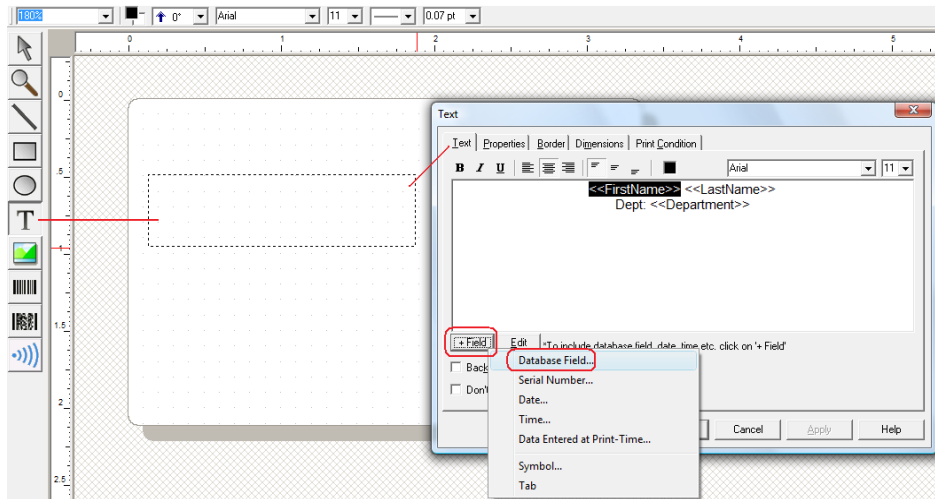 180% 0° Arial 11 0.07 pt
0 1 2 3 4 5
0
.5
1
1.5
2
2.5
T
Text
Text Properties Border Dimensions Print Condition
B I U Arial 11
<<FirstName>> <<LastName>>
Dept: <<Department>>
+ Field Edit *To include database field, date, time,etc. click on '+ Field'
Back
Don't
Database Field...
Serial Number...
Date...
Time...
Data Entered at Print-Time...
Symbol...
Tab
Cancel Apply Help